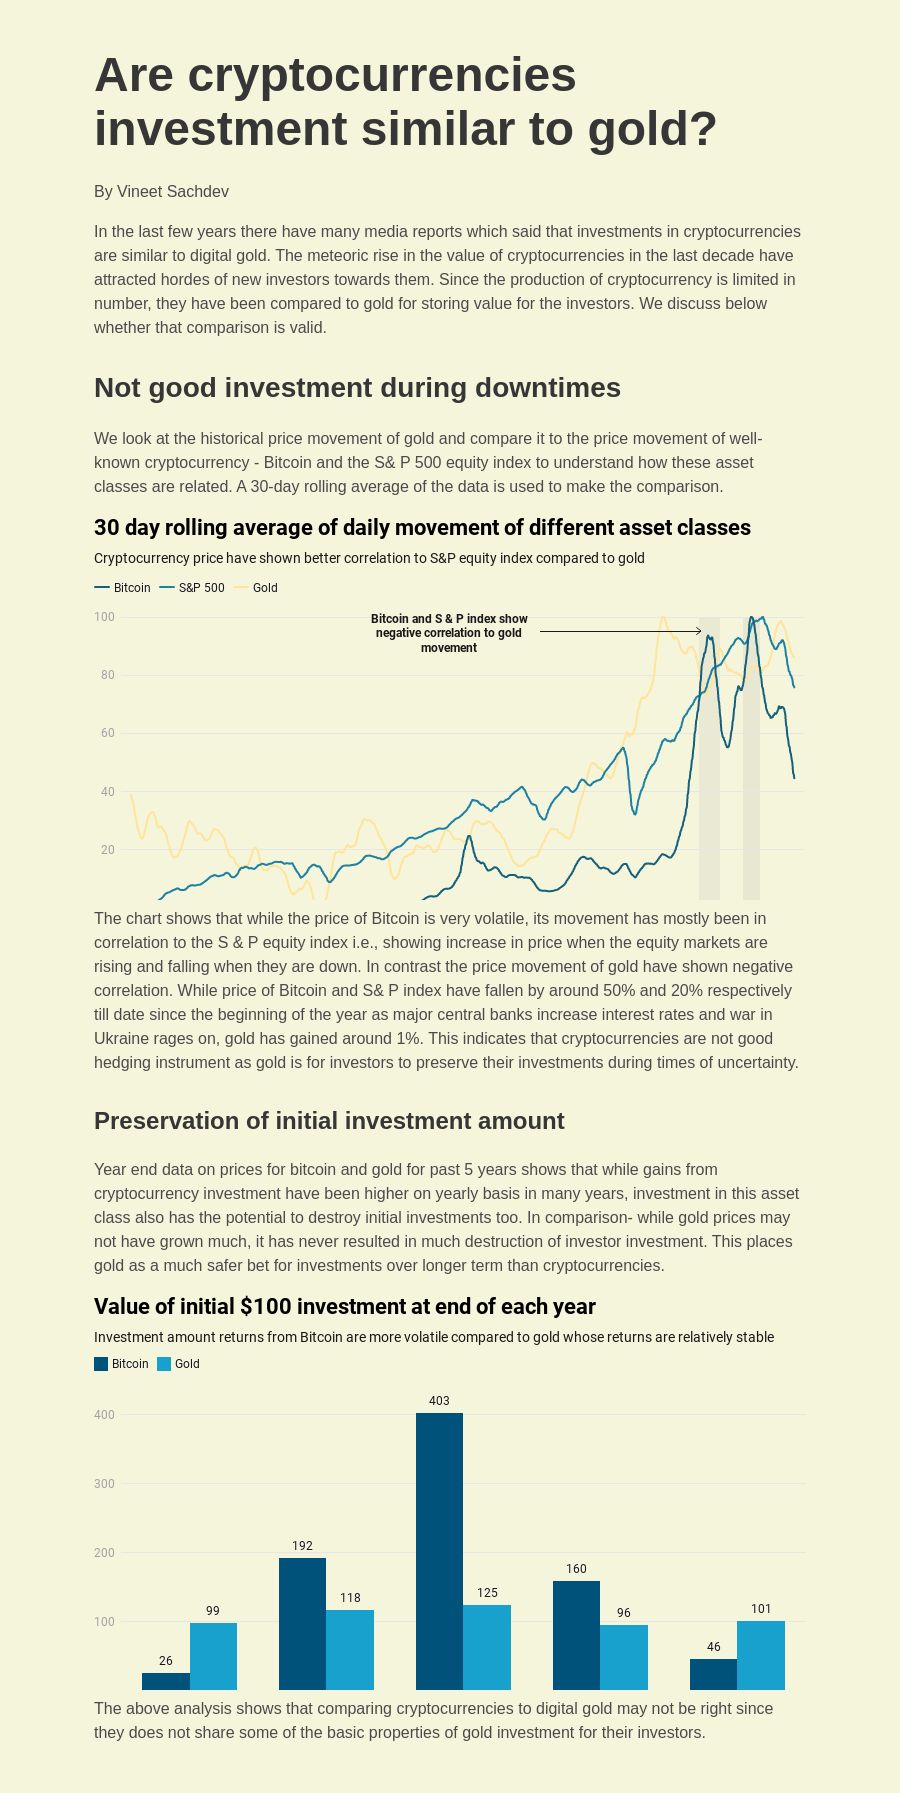 Are cryptocurrencies
investment similar to gold?
By Vineet Sachdev
In the last few years there have many media reports which said that investments in cryptocurrencies
are similar to digital gold. The meteoric rise in the value of cryptocurrencies in the last decade have
attracted hordes of new investors towards them. Since the production of cryptocurrency is limited in
number, they have been compared to gold for storing value for the investors. We discuss below
whether that comparison is valid.
Not good investment during downtimes
We look at the historical price movement of gold and compare it to the price movement of well-
known cryptocurrency - Bitcoin and the S& P 500 equity index to understand how these asset
classes are related. A 30-day rolling average of the data is used to make the comparison.
30 day rolling average of daily movement of different asset classes
Cryptocurrency price have shown better correlation to S&P equity index compared to gold
Bitcoin S&P 500 Gold
100
Bitcoin and S & P index show
negative correlation to gold
movement
80
60
40
20
The chart shows that while the price of Bitcoin is very volatile, its movement has mostly been in
correlation to the S & P equity index i.e., showing increase in price when the equity markets are
rising and falling when they are down. In contrast the price movement of gold have shown negative
correlation. While price of Bitcoin and S& P index have fallen by around 50% and 20% respectively
till date since the beginning of the year as major central banks increase interest rates and war in
Ukraine rages on, gold has gained around 1%. This indicates that cryptocurrencies are not good
hedging instrument as gold is for investors to preserve their investments during times of uncertainty.
Preservation of initial investment amount
Year end data on prices for bitcoin and gold for past 5 years shows that while gains from
cryptocurrency investment have been higher on yearly basis in many years, investment in this asset
class also has the potential to destroy initial investments too. In comparison- while gold prices may
not have grown much, it has never resulted in much destruction of investor investment. This places
gold as a much safer bet for investments over longer term than cryptocurrencies.
Value of initial $100 investment at end of each year
Investment amount returns from Bitcoin are more volatile compared to gold whose returns are relatively stable
Bitcoin Gold
403
400
300
200
192
160
118
125
100
99
96
101
26
46
The above analysis shows that comparing cryptocurrencies to digital gold may not be right since
they does not share some of the basic properties of gold investment for their investors.